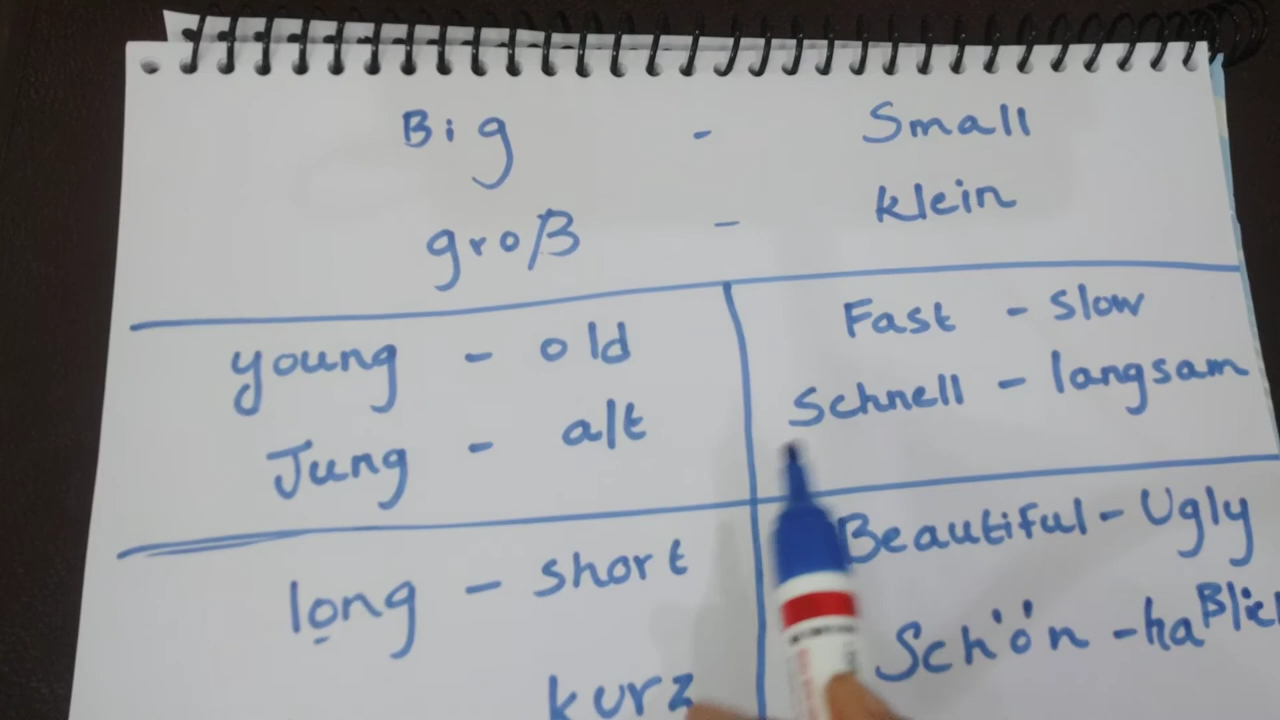 Big - Small
groß - klein
young - old
Jung - alt
Fast - slow
Schnell - langsam
long - short
kurz
Beautiful - Ugly
Schön -